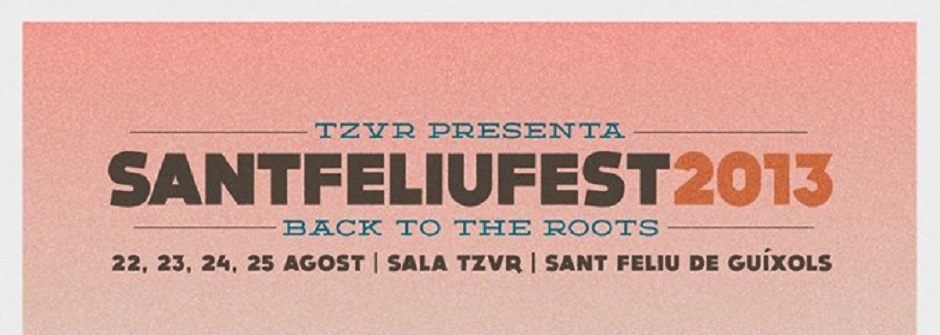 TZVR PRESENTA
SANTFELIUFEST2013
BACK TO THE ROOTS
22, 23, 24, 25 AGOST | SALA TZVR | SANT FELIU DE GUÍXOLS